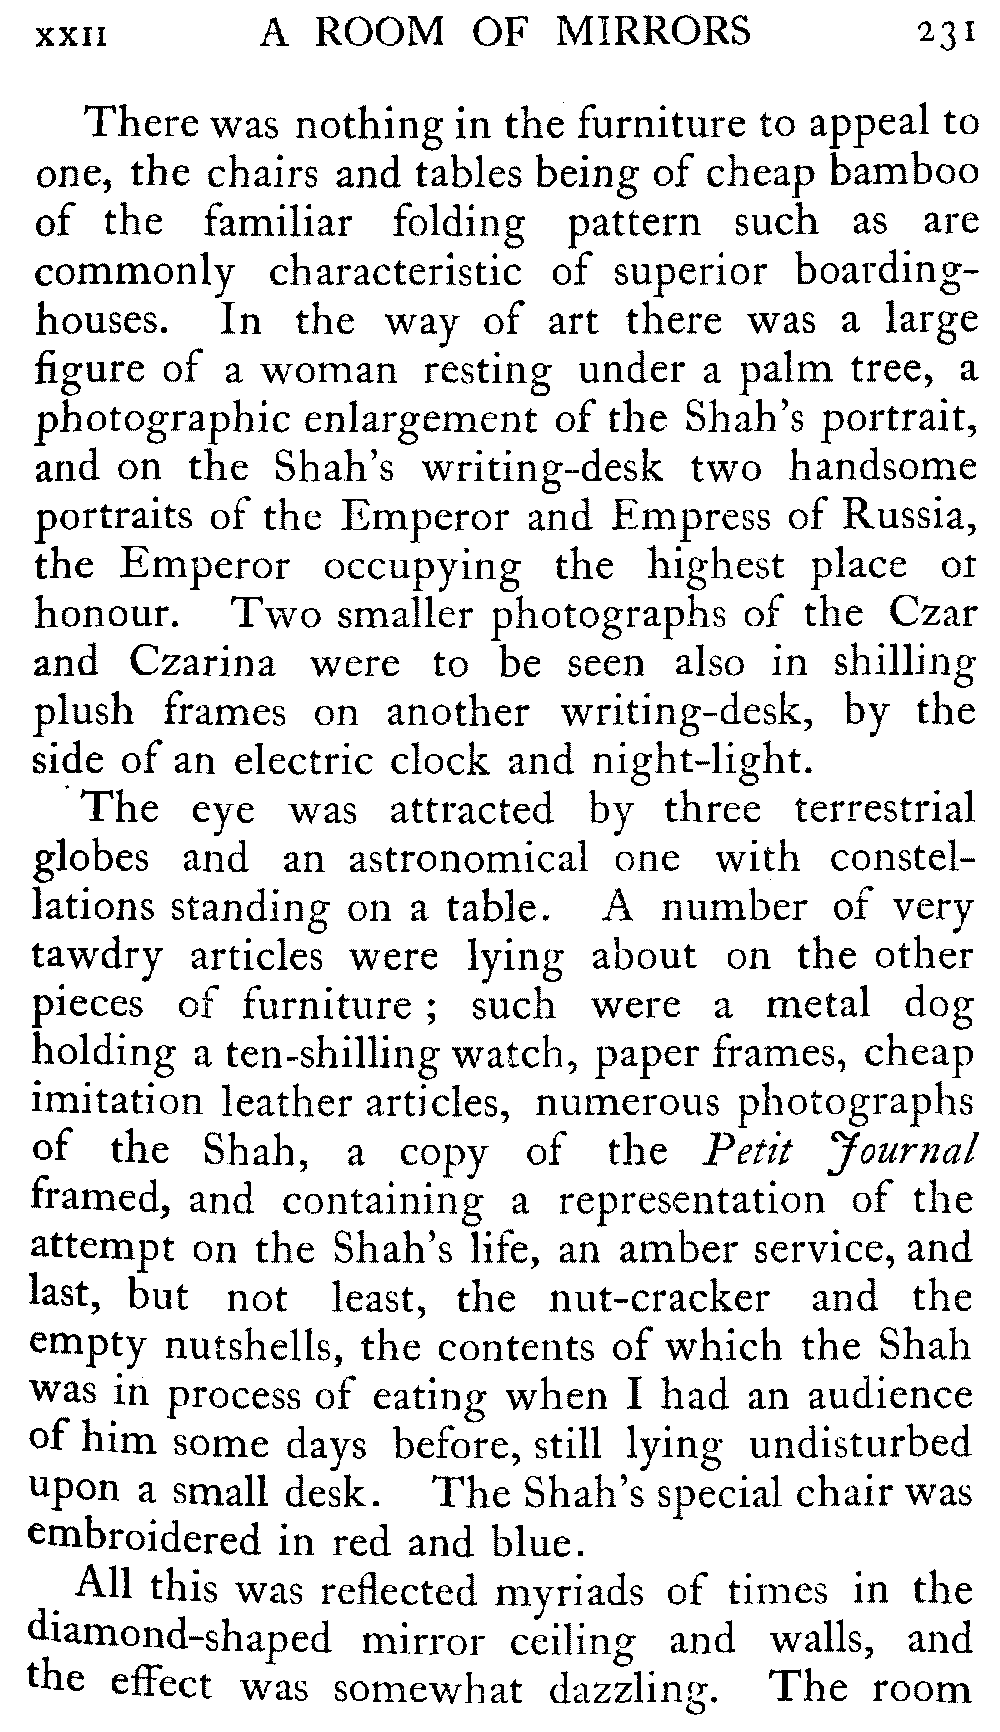 XXII A ROOM OF MIRRORS 231
There was nothing in the furniture to appeal to
one, the chairs and tables being of cheap bamboo
of the familiar folding pattern such as are
commonly characteristic of superior boarding-
houses. In the way of art there was a large
figure of a woman resting under a palm tree, a
photographic enlargement of the Shah's portrait,
and on the Shah's writing-desk two handsome
portraits of the Emperor and Empress of Russia,
the Emperor occupying the highest place of
honour. Two smaller photographs of the Czar
and Czarina were to be seen also in shilling
plush frames on another writing-desk, by the
side of an electric clock and night-light.
The eye was attracted by three terrestrial
globes and an astronomical one with constel-
lations standing on a table. A number of very
tawdry articles were lying about on the other
pieces of furniture ; such were a metal dog
holding a ten-shilling watch, paper frames, cheap
imitation leather articles, numerous photographs
of the Shah, a copy of the Petit Journal
framed, and containing a representation of the
attempt on the Shah's life, an amber service, and
last, but not least, the nut-cracker and the
empty nutshells, the contents of which the Shah
was in process of eating when I had an audience
of him some days before, still lying undisturbed
upon a small desk. The Shah's special chair was
embroidered in red and blue.
All this was reflected myriads of times in the
diamond-shaped mirror ceiling and walls, and
the effect was somewhat dazzling. The room